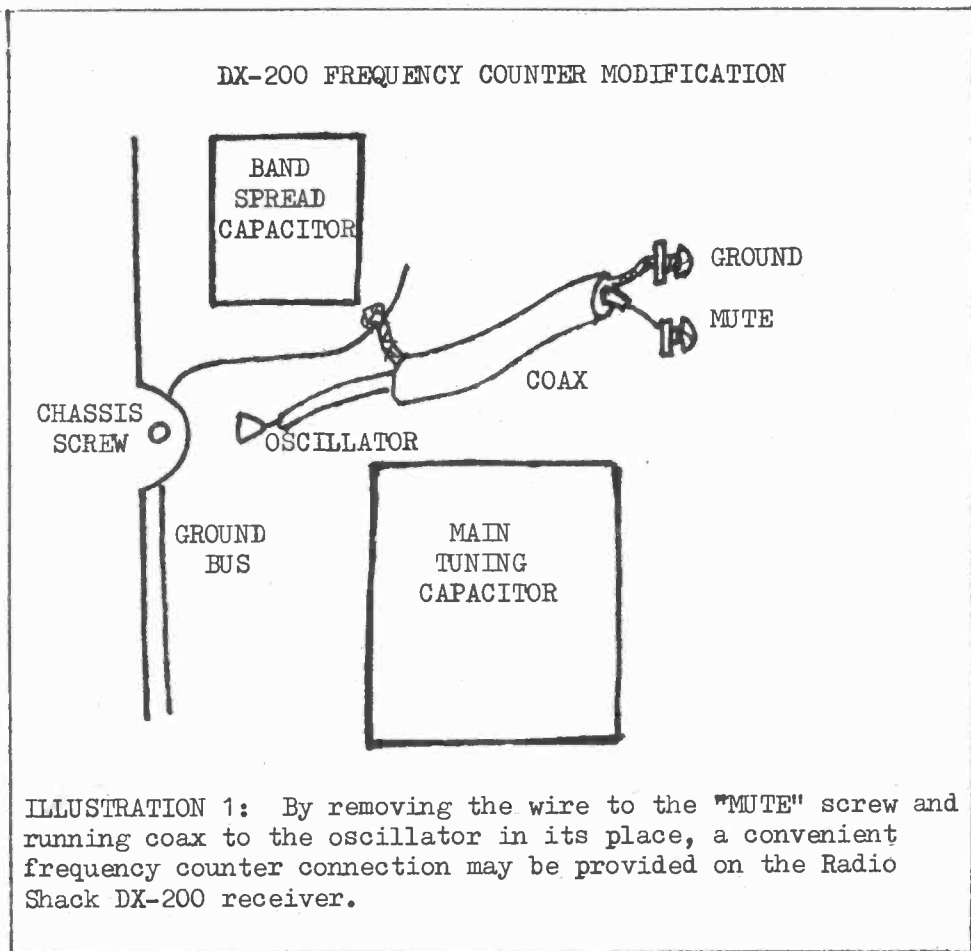 DX-200 FREQUENCY COUNTER MODIFICATION
BAND
SPREAD
CAPACITOR
GROUND
MUTE
COAX
CHASSIS
SCREW
OSCILLATOR
GROUND
BUS
MAIN
TUNING
CAPACITOR
ILLUSTRATION 1: By removing the wire to the "MUTE" screw and
running coax to the oscillator in its place, a convenient
frequency counter connection may be provided on the Radio
Shack DX-200 receiver.